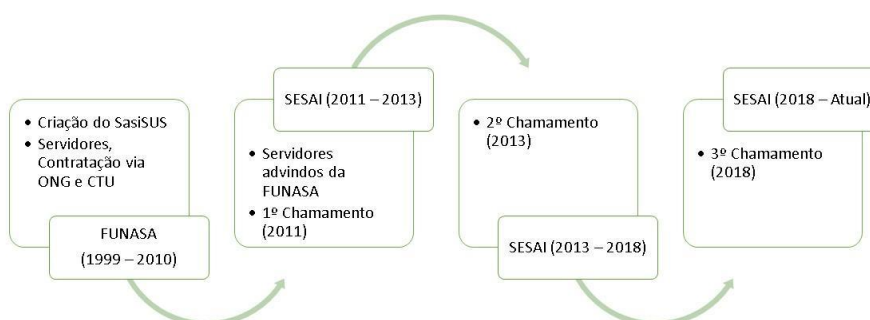 • Criação do SasiSUS
• Servidores,
Contratação via
ONG e CTU
FUNASA
(1999 – 2010)
SESAI (2011 – 2013)
• Servidores
advindos da
FUNASA
• 1º Chamamento
(2011)
• 2º Chamamento
(2013)
SESAI (2013 – 2018)
SESAI (2018 – Atual)
• 3º Chamamento
(2018)